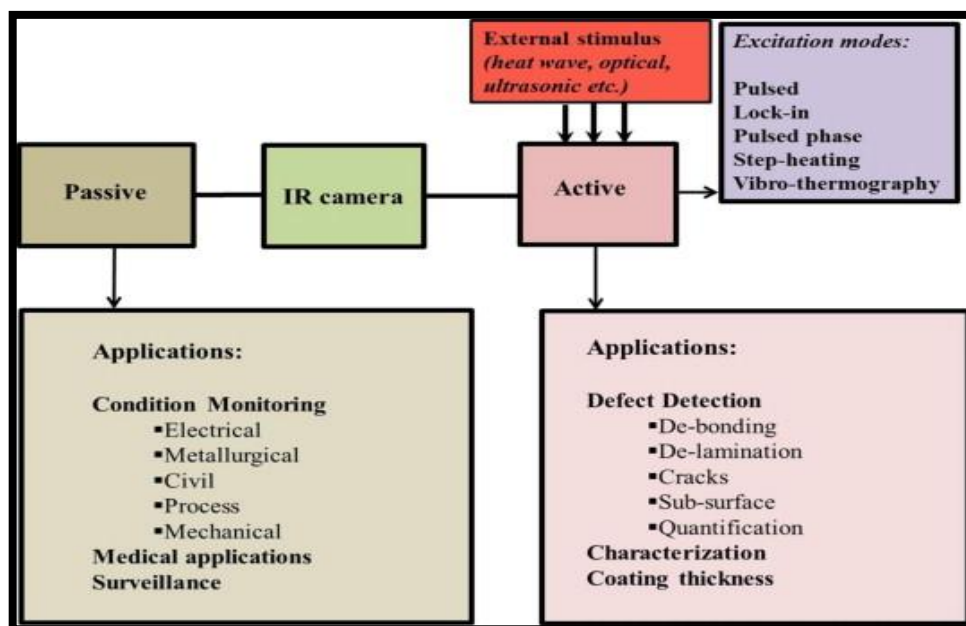 External stimulus
(heat wave, optical,
ultrasonic etc.)
Excitation modes:
Pulsed
Lock-in
Pulsed phase
Step-heating
Vibro-thermography
Passive
IR camera
Active
Applications:
Condition Monitoring
▪Electrical
▪Metallurgical
▪Civil
▪Process
▪Mechanical
Medical applications
Surveillance
Applications:
Defect Detection
▪De-bonding
▪De-lamination
▪Cracks
▪Sub-surface
▪Quantification
Characterization
Coating thickness